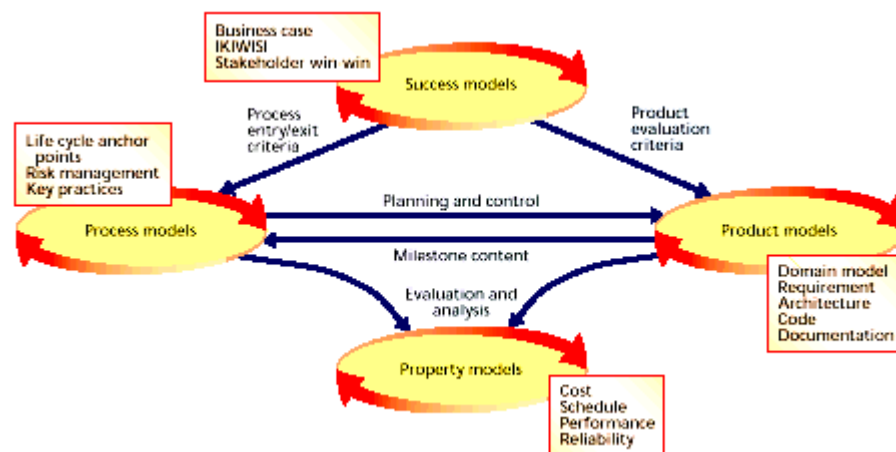 Business case
IKIWISI
Stakeholder win win
Success models
Process
entry/exit
criteria
Product
evaluation
criteria
Life cycle anchor
points
Risk management
Key practices
Planning and control
Process models
Product models
Milestone content
Domain model
Requirement
Architecture
Code
Documentation
Evaluation and
analysis
Property models
Cost
Schedule
Performance
Reliability